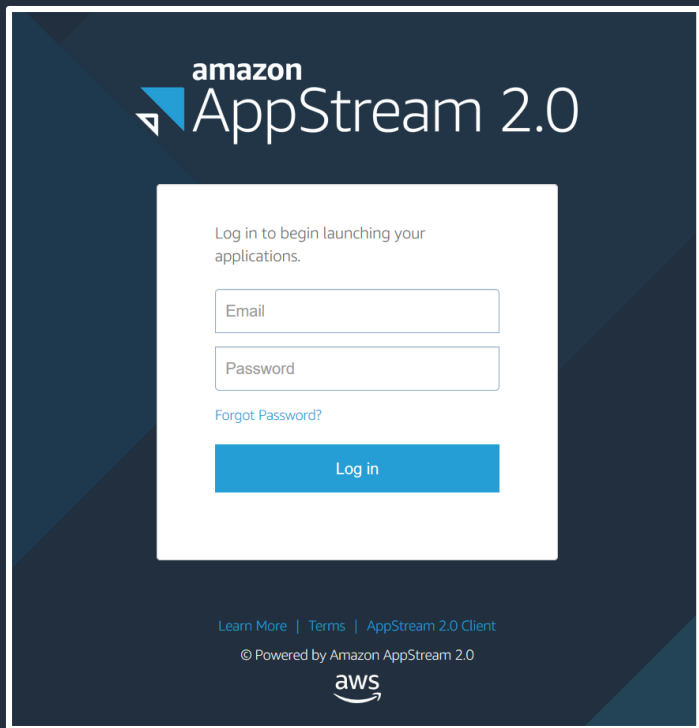 amazon
AppStream 2.0
Log in to begin launching your
applications.
Email
Password
Forgot Password?
Log in
Learn More | Terms | AppStream 2.0 Client
© Powered by Amazon AppStream 2.0
aws